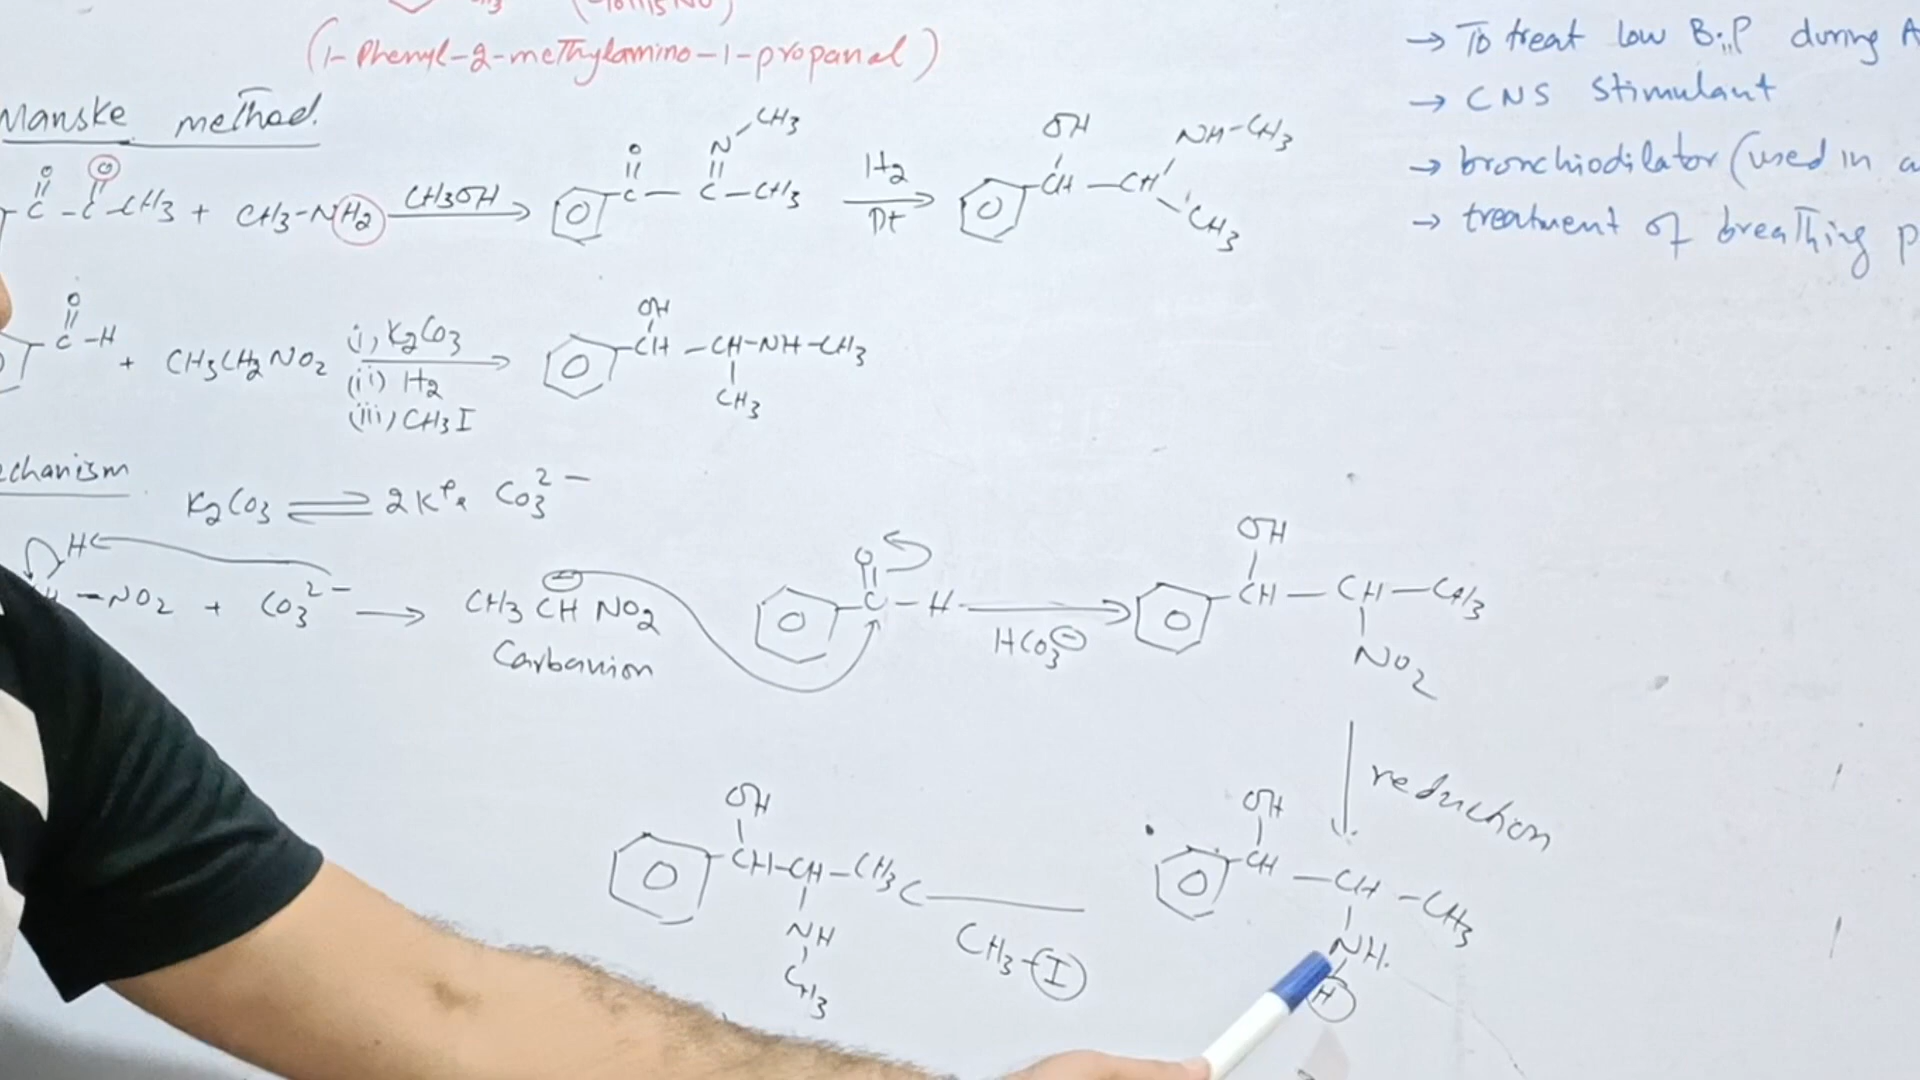 (1-Phenyl-2-methylamino-1-propanol)
Manske method.
O O
C - C - CH3 + CH3-NH2 CH3OH
O N CH3
C - C - CH3
H2
Pt
OH NH-CH3
CH - CH
CH3
→ To treat low B.P during
→ CNS Stimulant
→ bronchiodilator (used in
→ treatment of breathing
O
C-H
+ CH3CH2NO2
(i) K2CO3
(ii) H2
(iii) CH3I
OH
CH - CH-NH-CH3
CH3
K2CO3 ⇌ 2K⊕ CO3 2-
H
-NO2 + CO3 2- → CH3 CH NO2
⊖
Carbanion
O
C - H
HCO3⊖
OH
CH - CH - CH3
NO2
reduction
OH
CH - CH - CH3
NH.
H
CH3-I
OH
CH-CH-CH3
NH
CH3